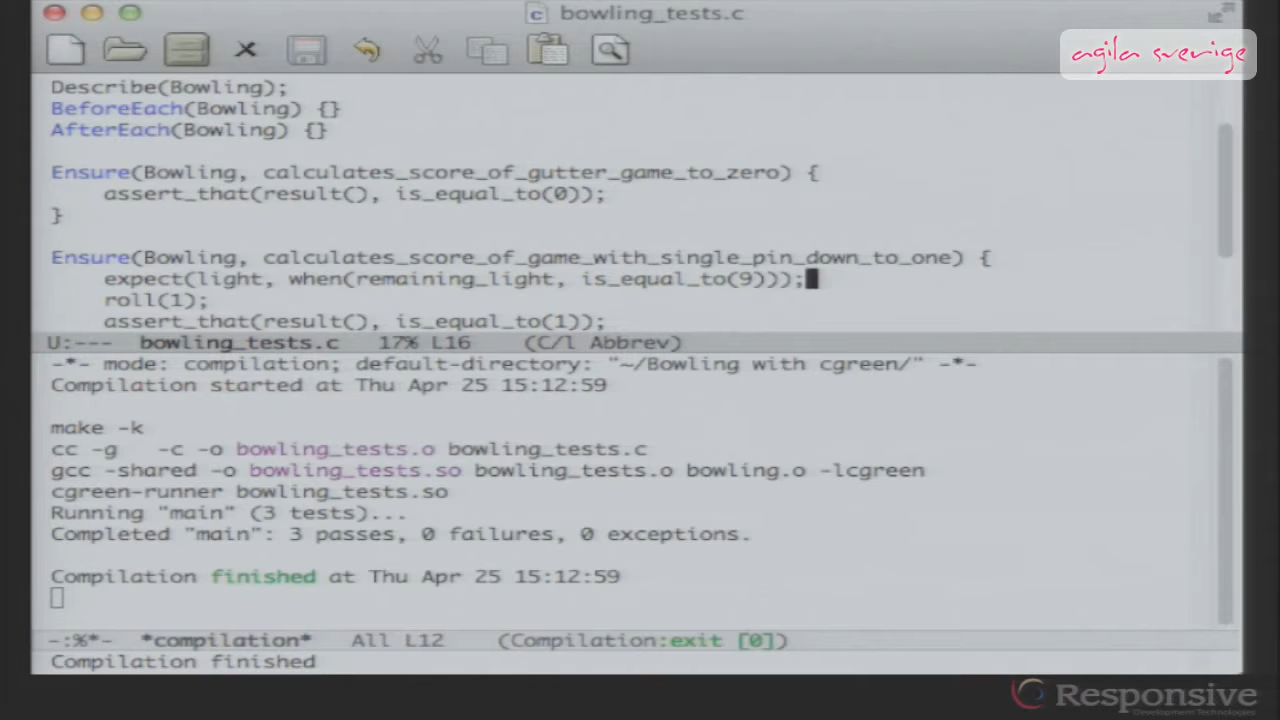 bowling_tests.c
agila sverige
Describe(Bowling);
BeforeEach(Bowling) {}
AfterEach(Bowling) {}
Ensure(Bowling, calculates_score_of_gutter_game_to_zero) {
    assert_that(result(), is_equal_to(0));
}
Ensure(Bowling, calculates_score_of_game_with_single_pin_down_to_one) {
    expect(light, when(remaining_light, is_equal_to(9)));
    roll(1);
    assert_that(result(), is_equal_to(1));
U:--- bowling_tests.c 17% L16 (C/l Abbrev)
-*- mode: compilation; default-directory: "~/Bowling with cgreen/" -*-
Compilation started at Thu Apr 25 15:12:59
make -k
cc -g   -c -o bowling_tests.o bowling_tests.c
gcc -shared -o bowling_tests.so bowling_tests.o bowling.o -lcgreen
cgreen-runner bowling_tests.so
Running "main" (3 tests)...
Completed "main": 3 passes, 0 failures, 0 exceptions.
Compilation finished at Thu Apr 25 15:12:59
-:%*- *compilation* All L12 (Compilation:exit [0])
Compilation finished
Responsive
Development Technologies